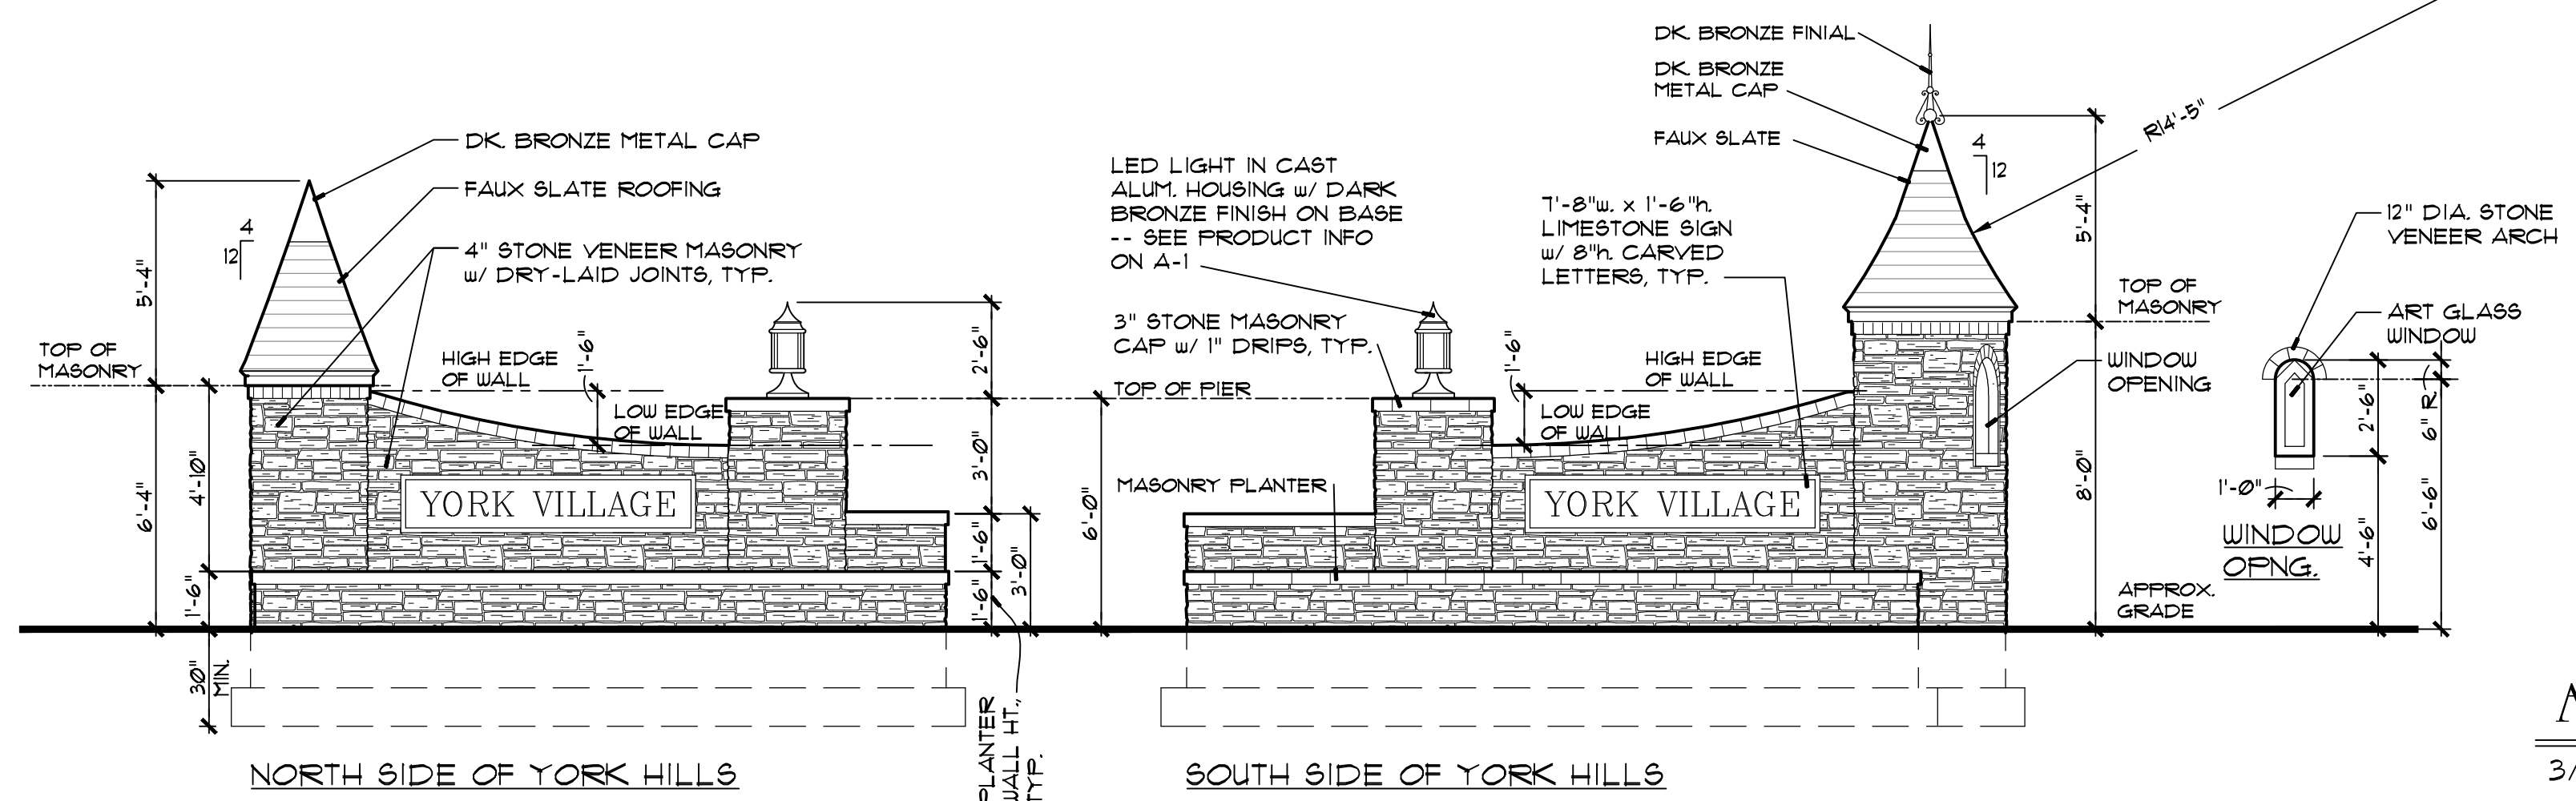 DK. BRONZE METAL CAP
FAUX SLATE ROOFING
4" STONE VENEER MASONRY
w/ DRY-LAID JOINTS, TYP.
4
12
5'-4"
TOP OF
MASONRY
6'-4"
4'-10"
1'-6"
30"
MIN.
HIGH EDGE
OF WALL
1'-6"
LOW EDGE
OF WALL
YORK VILLAGE
2'-6"
3'-0"
1'-6"
1'-6"
3'-0"
PLANTER
WALL HT.,
TYP.
NORTH SIDE OF YORK HILLS
LED LIGHT IN CAST
ALUM. HOUSING w/ DARK
BRONZE FINISH ON BASE
-- SEE PRODUCT INFO
ON A-1
3" STONE MASONRY
CAP w/ 1" DRIPS, TYP.
TOP OF PIER
MASONRY PLANTER
6'-0"
DK. BRONZE FINIAL
DK. BRONZE
METAL CAP
FAUX SLATE
7'-8"w. x 1'-6"h.
LIMESTONE SIGN
w/ 8"h. CARVED
LETTERS, TYP.
1'-6"
HIGH EDGE
OF WALL
LOW EDGE
OF WALL
YORK VILLAGE
4
12
R14'-5"
5'-4"
TOP OF
MASONRY
WINDOW
OPENING
8'-0"
APPROX.
GRADE
SOUTH SIDE OF YORK HILLS
12" DIA. STONE
VENEER ARCH
ART GLASS
WINDOW
2'-6"
6" R.
1'-0"
4'-6"
6'-6"
WINDOW
OPNG.
3/